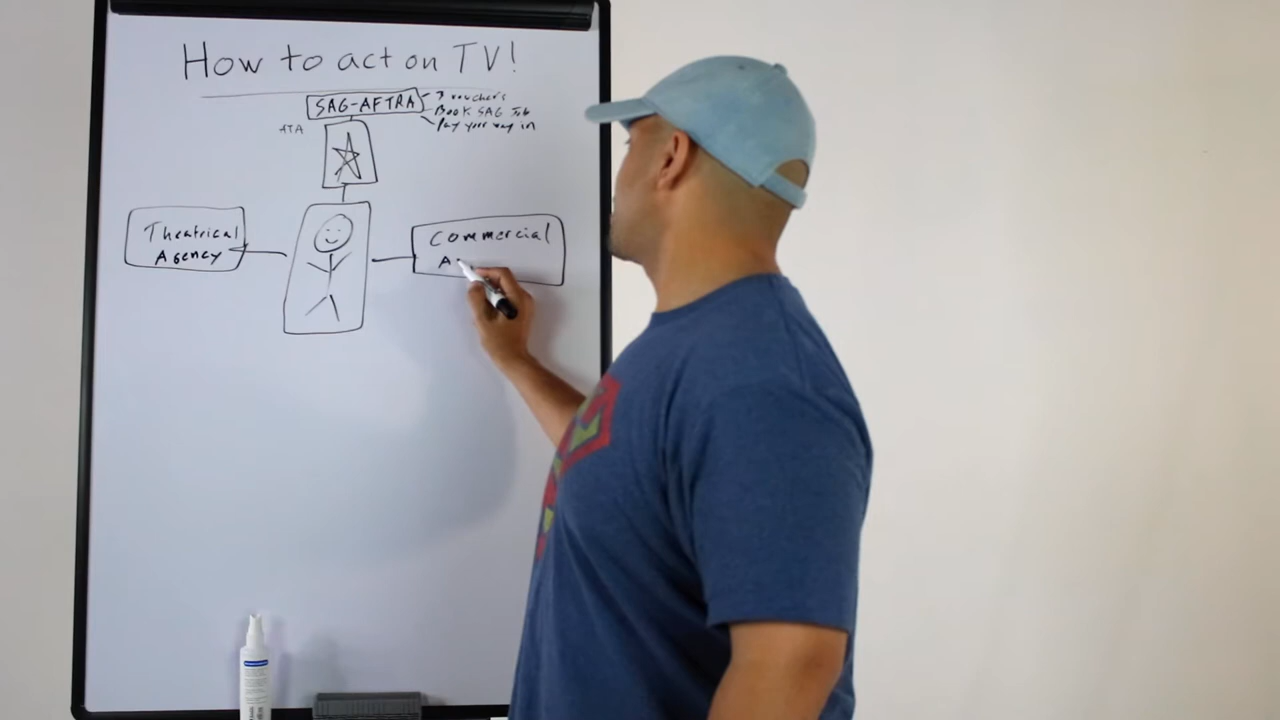 How to act on TV!
SAG-AFTRA
3 vouchers
Book SAG Job
Pay your way in
ATA
Theatrical
Agency
Commercial
A